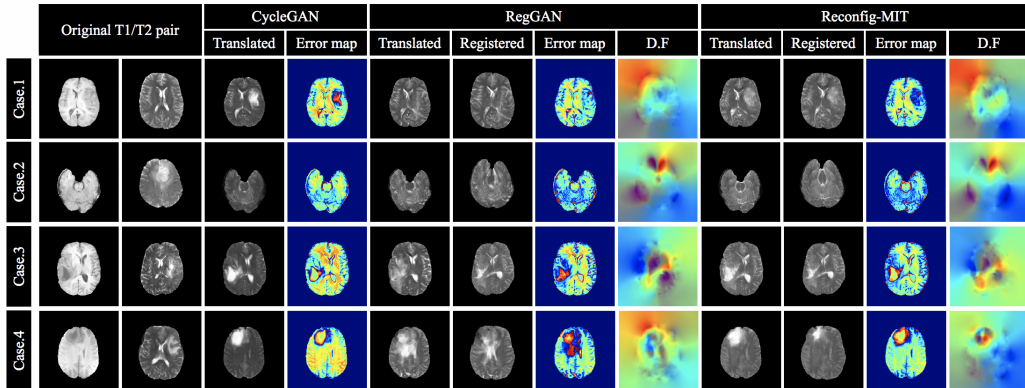 Original T1/T2 pair
CycleGAN
RegGAN
Reconfig-MIT
Translated
Error map
Translated
Registered
Error map
D.F
Translated
Registered
Error map
D.F
Case.1
Case.2
Case.3
Case.4